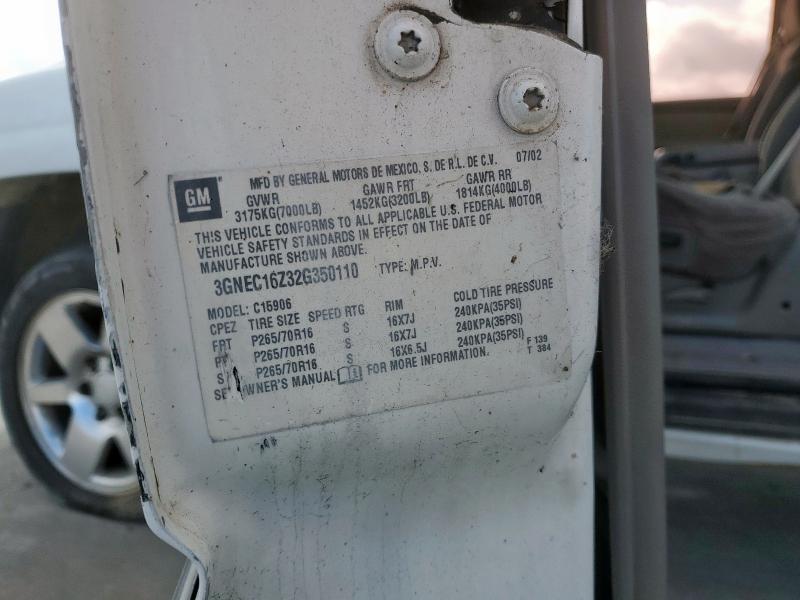 GM
MFD BY GENERAL MOTORS DE MEXICO, S. DE R.L. DE C.V. 07/02
GVWR GAWR FRT GAWR RR
3175KG(7000LB) 1452KG(3200LB) 1814KG(4000LB)
THIS VEHICLE CONFORMS TO ALL APPLICABLE U.S. FEDERAL MOTOR
VEHICLE SAFETY STANDARDS IN EFFECT ON THE DATE OF
MANUFACTURE SHOWN ABOVE.
3GNEC16Z32G350110 TYPE: M.P.V.
MODEL: C15906
CPEZ TIRE SIZE SPEED RTG RIM COLD TIRE PRESSURE
FRT P265/70R16 S 16X7J 240KPA(35PSI)
P265/70R16 S 16X7J 240KPA(35PSI)
P265/70R16 S 16X6.5J 240KPA(35PSI) F 139
OWNER'S MANUAL FOR MORE INFORMATION. T 384